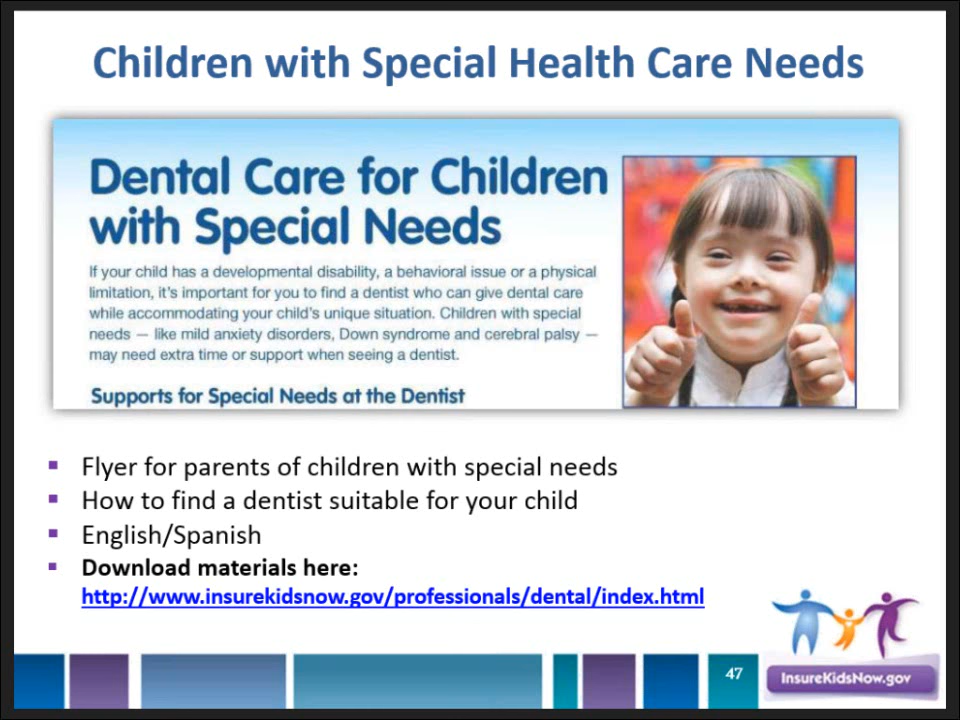 Children with Special Health Care Needs
Dental Care for Children
with Special Needs
If your child has a developmental disability, a behavioral issue or a physical
limitation, it's important for you to find a dentist who can give dental care
while accommodating your child's unique situation. Children with special
needs — like mild anxiety disorders, Down syndrome and cerebral palsy —
may need extra time or support when seeing a dentist.
Supports for Special Needs at the Dentist
▪ Flyer for parents of children with special needs
▪ How to find a dentist suitable for your child
▪ English/Spanish
▪ Download materials here:
http://www.insurekidsnow.gov/professionals/dental/index.html
47
InsureKidsNow.gov